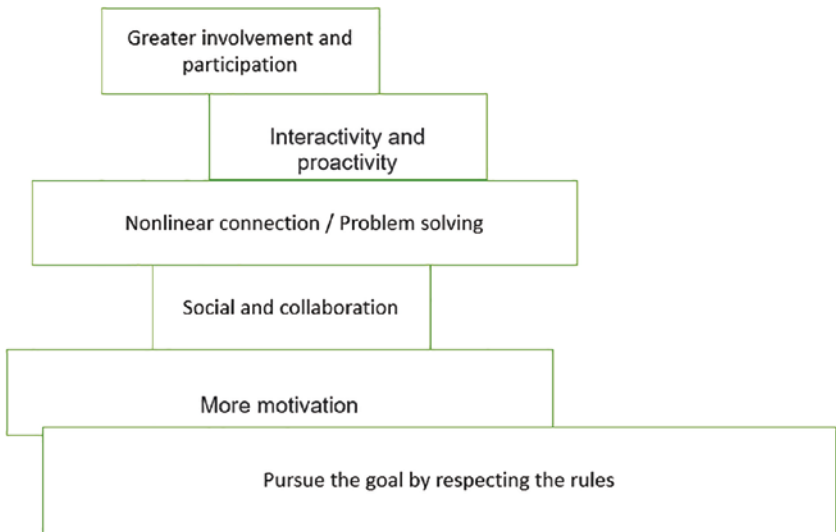 Greater involvement and
participation
Interactivity and
proactivity
Nonlinear connection / Problem solving
Social and collaboration
More motivation
Pursue the goal by respecting the rules